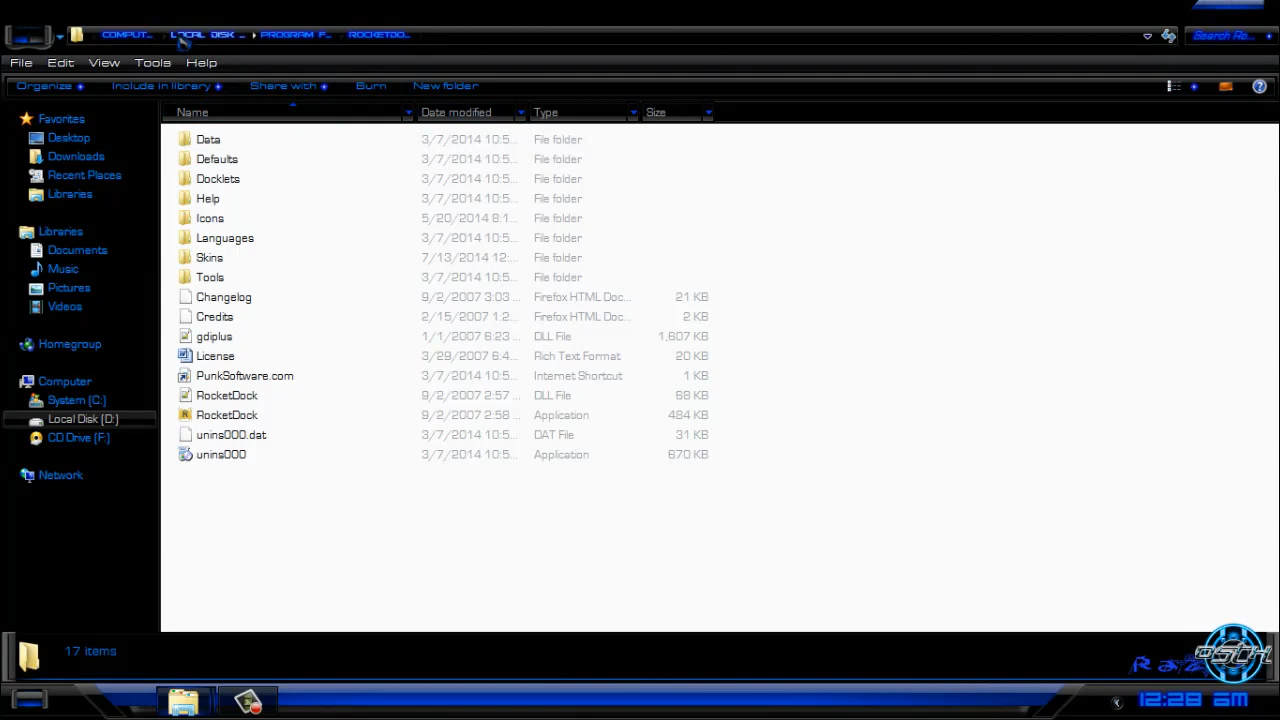 COMPUT... LOCAL DISK ... PROGRAM F... ROCKETDO... Search Ro...
File Edit View Tools Help
Organize Include in library Share with Burn New folder
Name Date modified Type Size
Favorites
Desktop
Downloads
Recent Places
Libraries
Libraries
Documents
Music
Pictures
Videos
Homegroup
Computer
System (C:)
Local Disk (D:)
CD Drive (F:)
Network
Data 3/7/2014 10:5... File folder
Defaults 3/7/2014 10:5... File folder
Docklets 3/7/2014 10:5... File folder
Help 3/7/2014 10:5... File folder
Icons 5/20/2014 8:1... File folder
Languages 3/7/2014 10:5... File folder
Skins 7/13/2014 12:... File folder
Tools 3/7/2014 10:5... File folder
Changelog 9/2/2007 3:03 ... Firefox HTML Doc... 21 KB
Credits 2/15/2007 1:2... Firefox HTML Doc... 2 KB
gdiplus 1/1/2007 6:23 ... DLL File 1,607 KB
License 3/29/2007 6:4... Rich Text Format 20 KB
PunkSoftware.com 3/7/2014 10:5... Internet Shortcut 1 KB
RocketDock 9/2/2007 2:57 ... DLL File 68 KB
RocketDock 9/2/2007 2:58 ... Application 484 KB
unins000.dat 3/7/2014 10:5... DAT File 31 KB
unins000 3/7/2014 10:5... Application 670 KB
17 items
12:28 AM